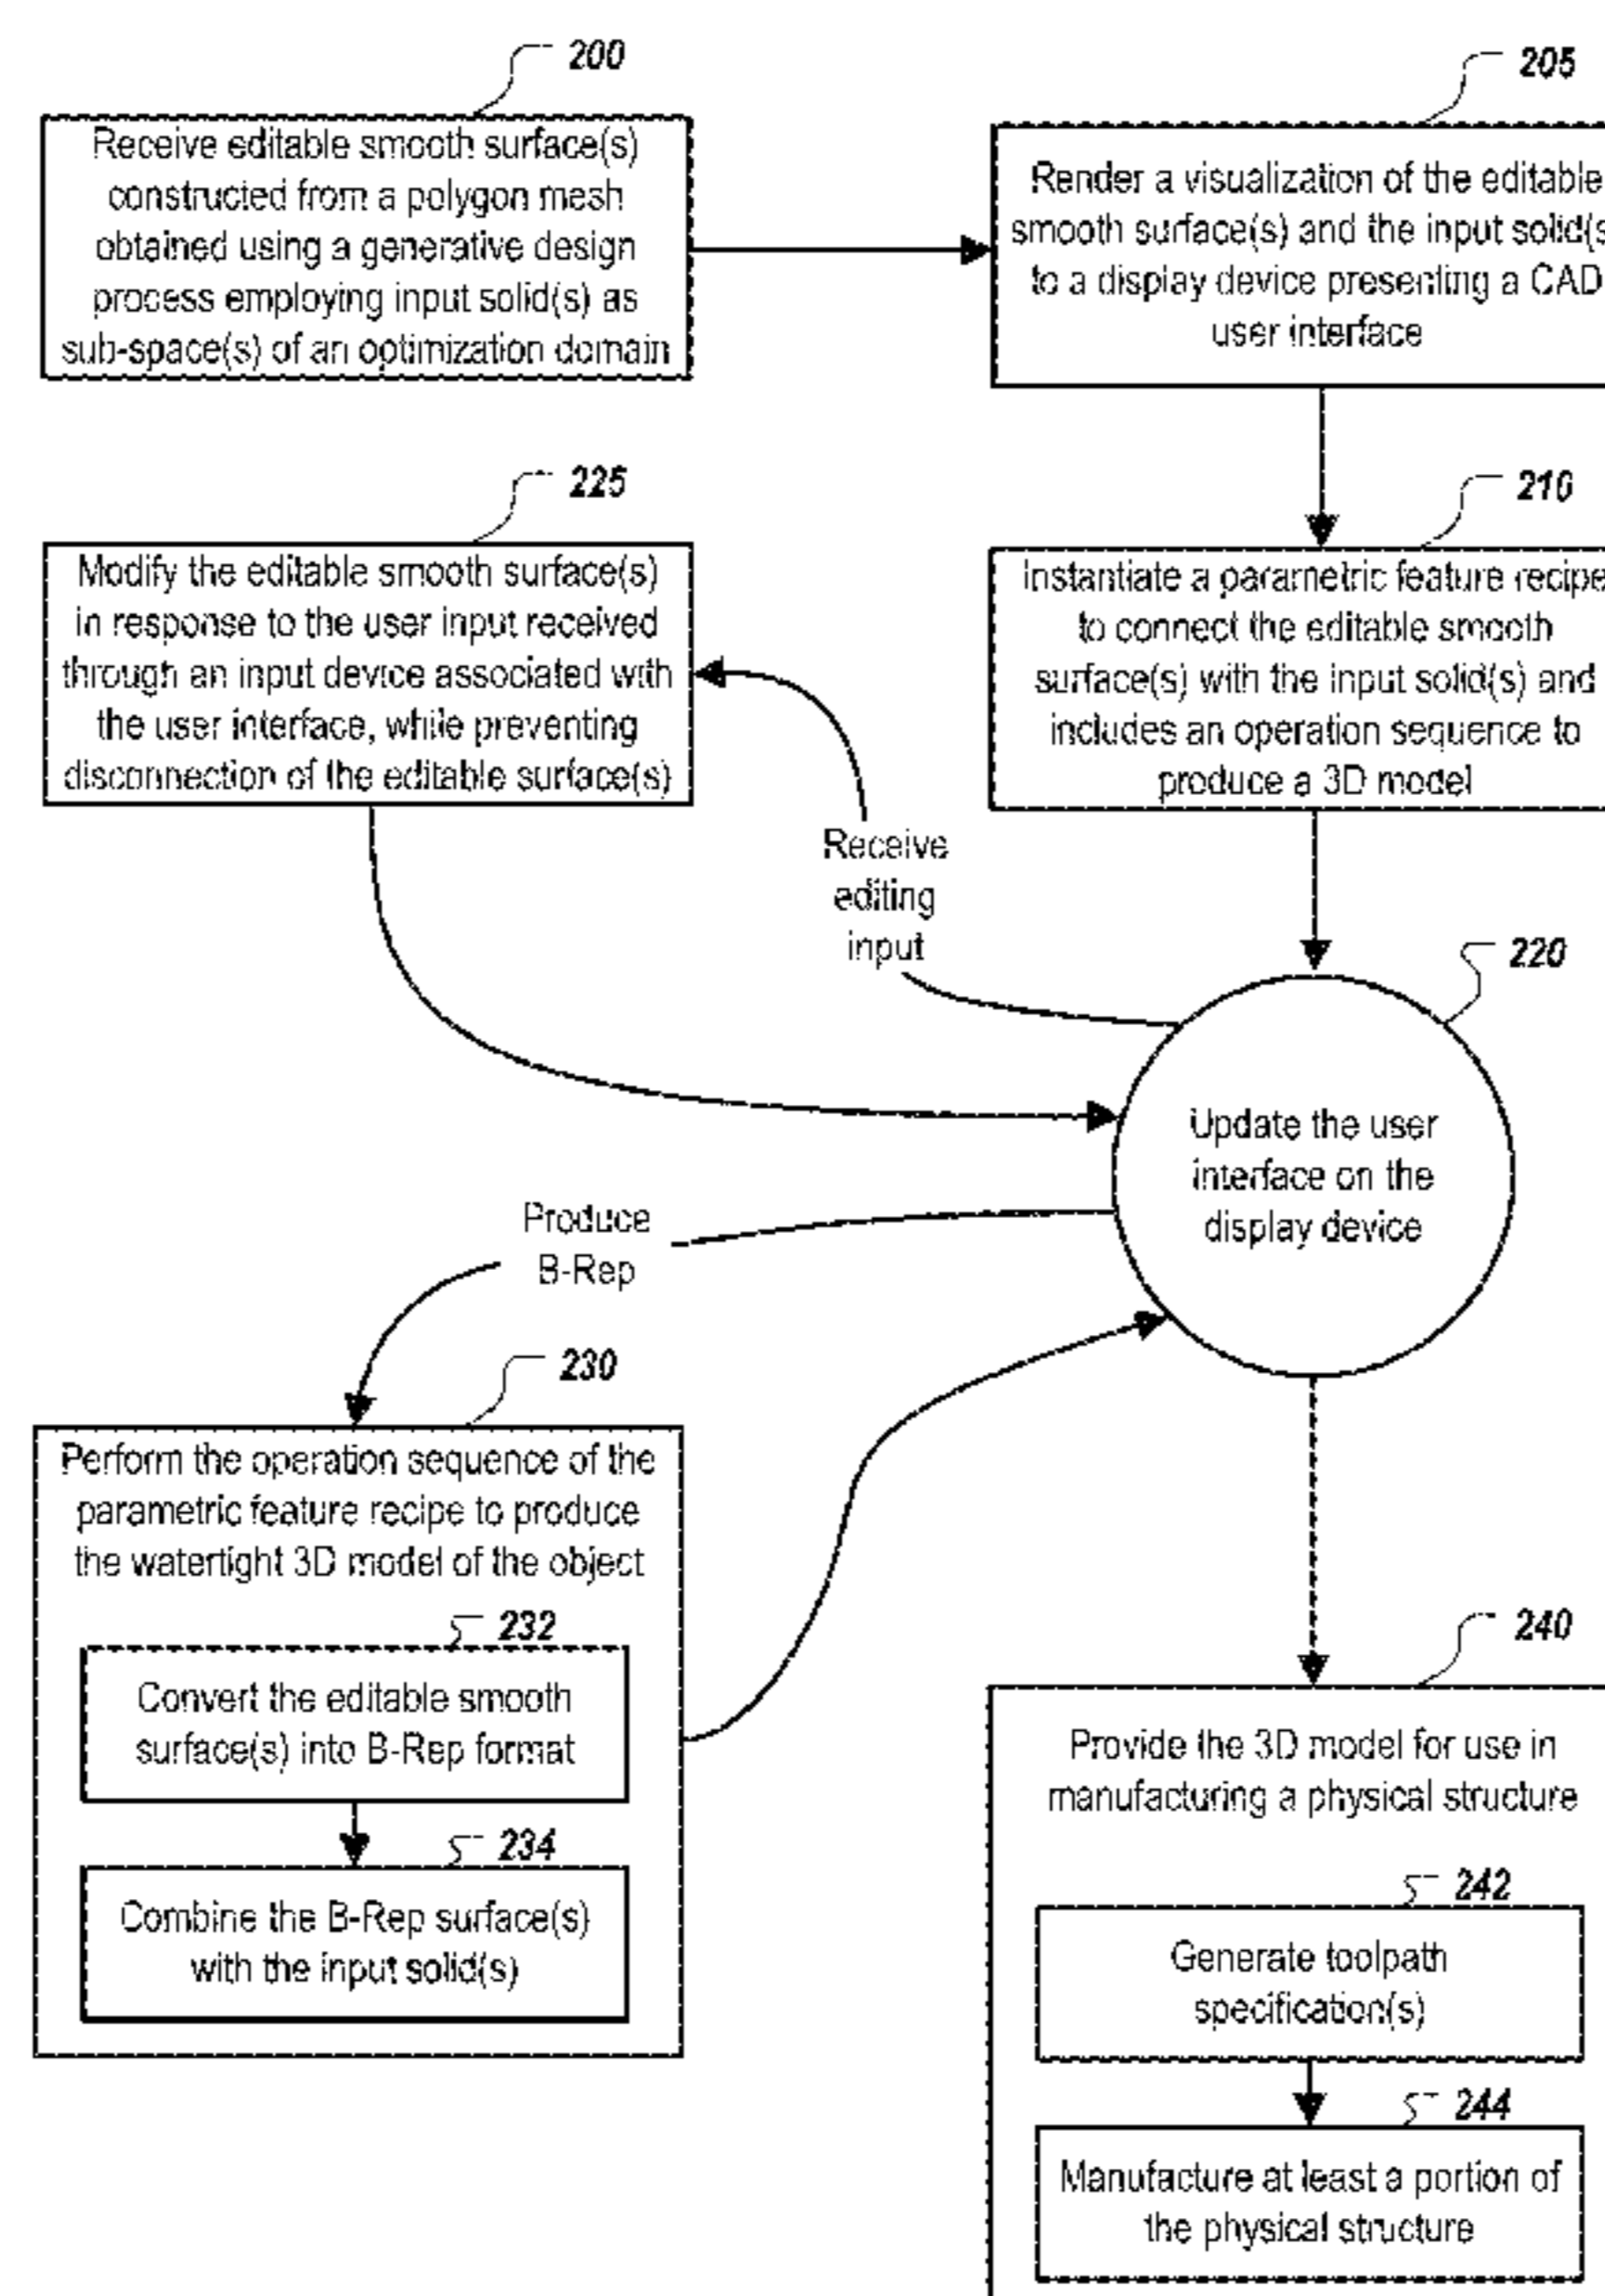 200
Receive editable smooth surface(s)
constructed from a polygon mesh
obtained using a generative design
process employing input solid(s) as
sub-space(s) of an optimization domain
205
Render a visualization of the editable
smooth surface(s) and the input solid(s
to a display device presenting a CAD
user interface
225
Modify the editable smooth surface(s)
in response to the user input received
through an input device associated with
the user interface, while preventing
disconnection of the editable surface(s)
210
Instantiate a parametric feature recipe
to connect the editable smooth
surface(s) with the input solid(s) and
includes an operation sequence to
produce a 3D model
Receive
editing
input
220
Update the user
interface on the
display device
Produce
B-Rep
230
Perform the operation sequence of the
parametric feature recipe to produce
the watertight 3D model of the object
232
Convert the editable smooth
surface(s) into B-Rep format
234
Combine the B-Rep surface(s)
with the input solid(s)
240
Provide the 3D model for use in
manufacturing a physical structure
242
Generate toolpath
specification(s)
244
Manufacture at least a portion of
the physical structure